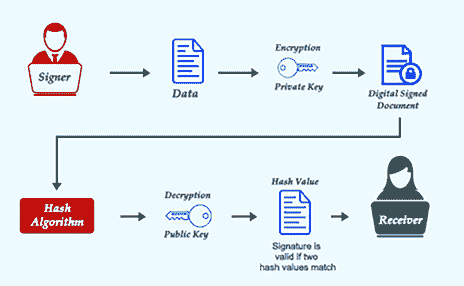 Signer
Data
Encryption
Private Key
Digital Signed
Document
Hash
Algorithm
Decryption
Public Key
Hash Value
Signature is
valid if two
hash values match
Receiver